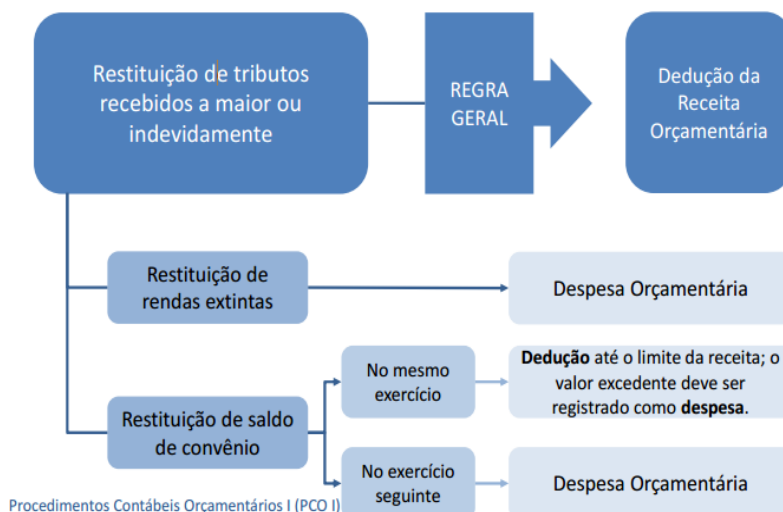 Restituição de tributos
recebidos a maior ou
indevidamente
REGRA
GERAL
Dedução da
Receita
Orçamentária
Restituição de
rendas extintas
Despesa Orçamentária
Restituição de saldo
de convênio
No mesmo
exercício
Dedução até o limite da receita; o
valor excedente deve ser
registrado como despesa.
No exercício
seguinte
Despesa Orçamentária
Procedimentos Contábeis Orçamentários I (PCO I)